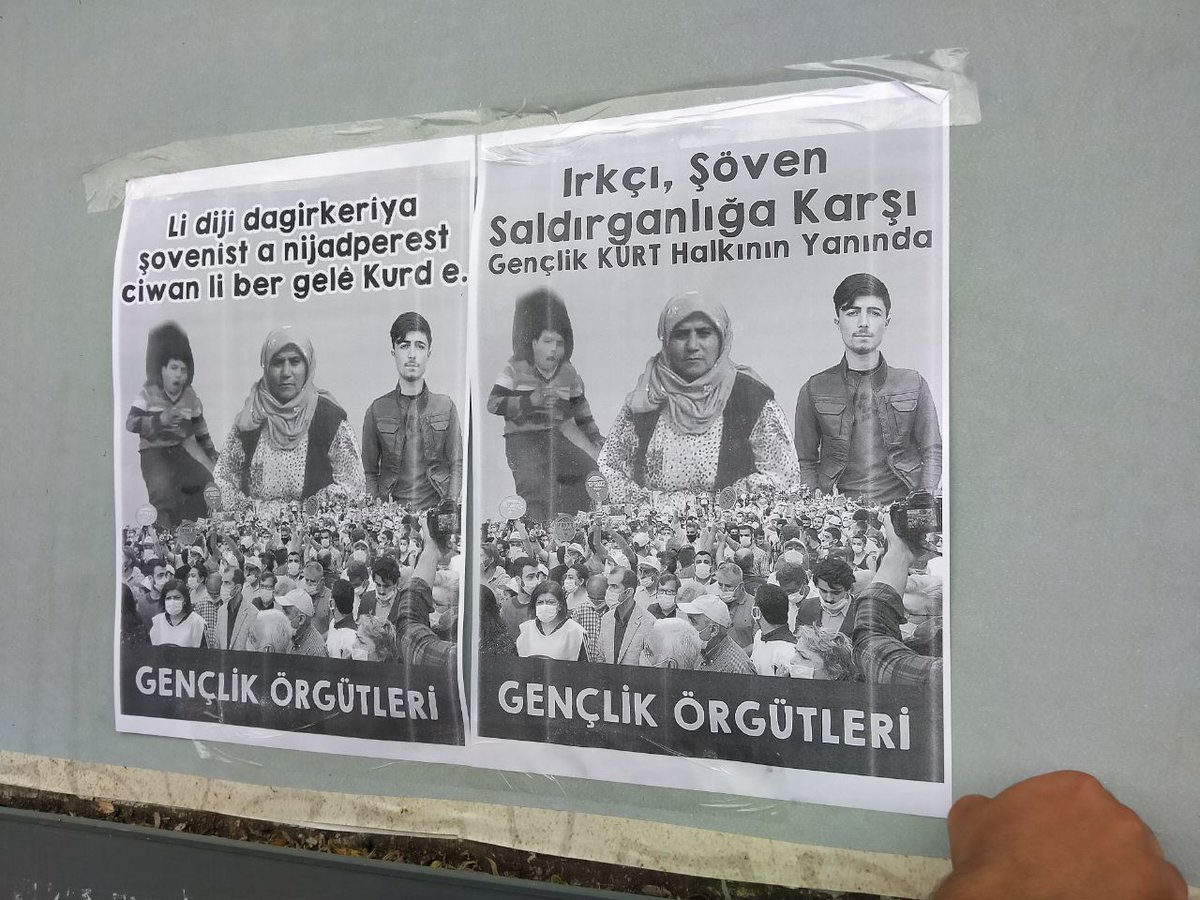 Li diji dagirkeriya
şovenist a nijadperest
ciwan li ber gelê Kurd e.
GENÇLİK ÖRGÜTLERİ
Irkçı, Şöven
Saldırganlığa Karşı
Gençlik KÜRT Halkının Yanında
GENÇLİK ÖRGÜTLERİ